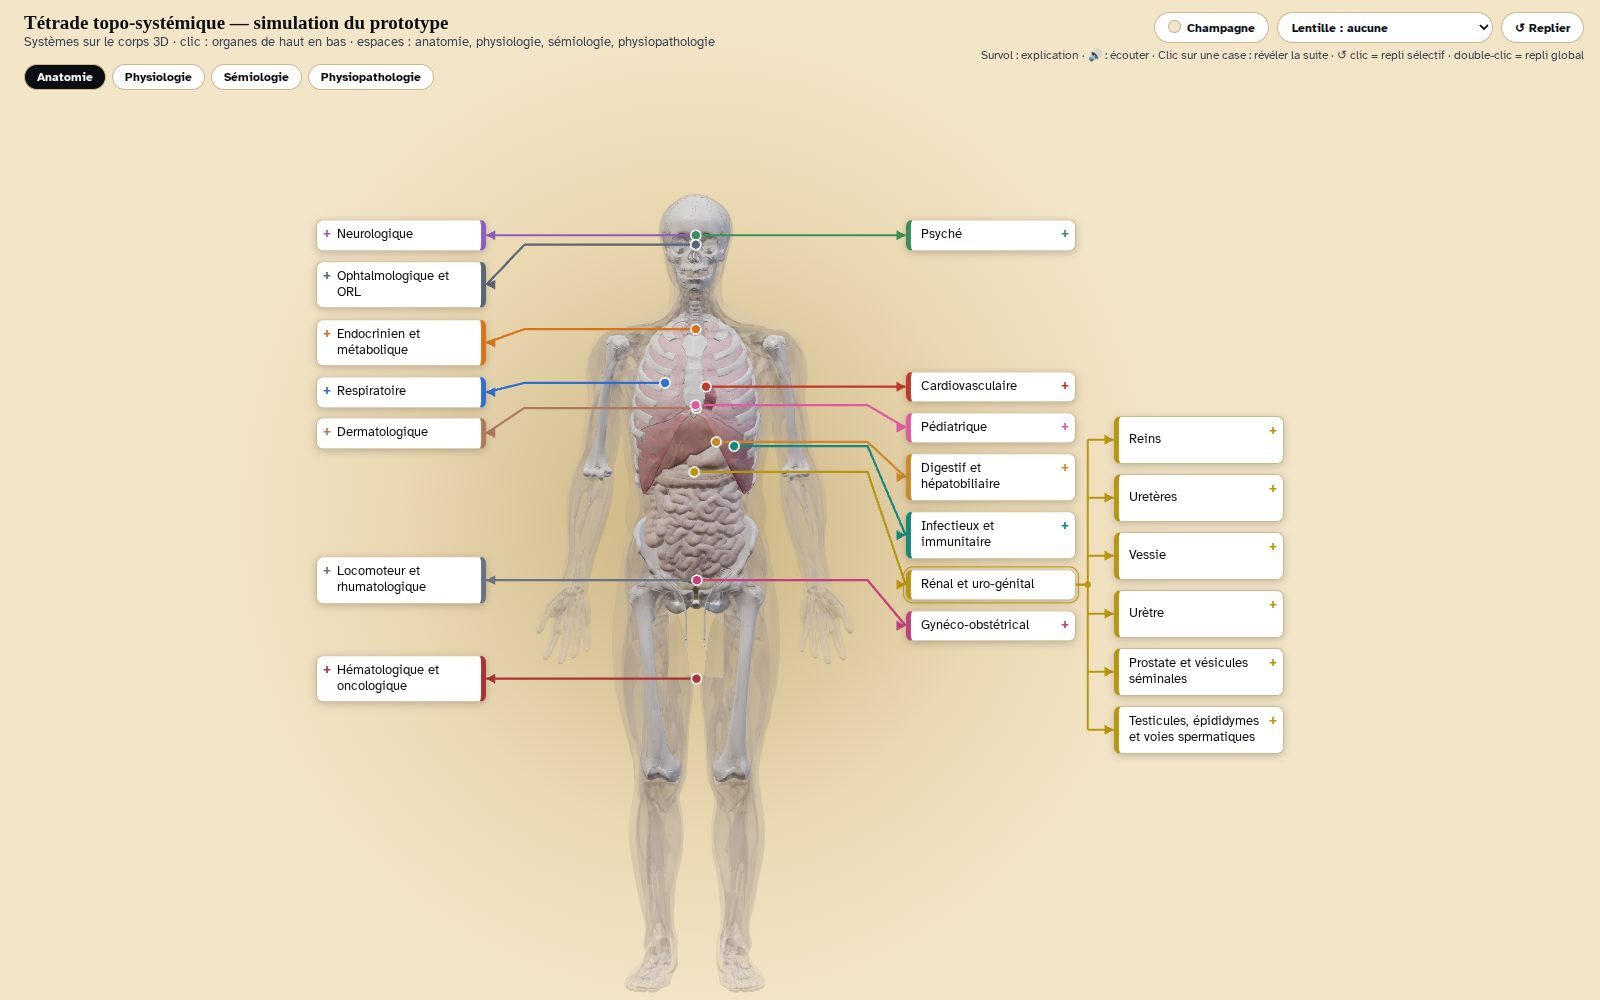 Tétrade topo-systémique — simulation du prototype
Systèmes sur le corps 3D · clic : organes de haut en bas · espaces : anatomie, physiologie, sémiologie, physiopathologie
Anatomie
Physiologie
Sémiologie
Physiopathologie
Champagne
Lentille : aucune
↺ Replier
Survol : explication · 🔊 : écouter · Clic sur une case : révéler la suite · ↺ clic = repli sélectif · double-clic = repli global
+ Neurologique
+ Ophtalmologique et
ORL
+ Endocrinien et
métabolique
+ Respiratoire
+ Dermatologique
+ Locomoteur et
rhumatologique
+ Hématologique et
oncologique
Psyché +
Cardiovasculaire +
Pédiatrique +
Digestif et +
hépatobiliaire
Infectieux et +
immunitaire
Rénal et uro-génital
Gynéco-obstétrical +
Reins +
Uretères +
Vessie +
Urètre +
Prostate et vésicules +
séminales
Testicules, épididymes +
et voies spermatiques